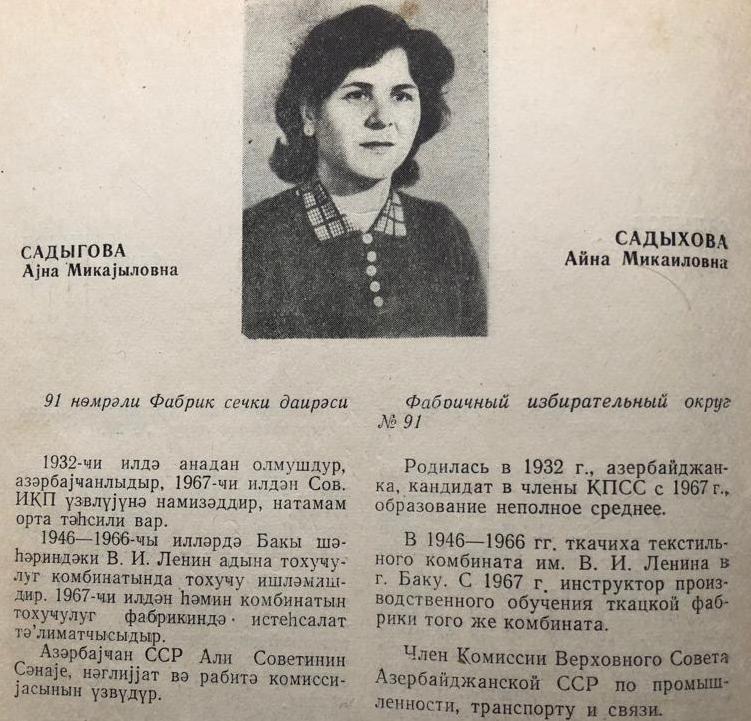 САДЫГОВА
Ајна Микајыловна
САДЫХОВА
Айна Микаиловна
91 нөмрәли Фабрик сечки даирәси
1932-чи илдә анадан олмушдур,
азәрбајҹанлыдыр, 1967-чи илдән Сов.
ИКП үзвлүјүнә намизәддир, натамам
орта тәһсили вар.
1946—1966-чы илләрдә Бакы шә-
һәриндәки В. И. Ленин адына тохучу-
луг комбинатында тохучу ишләмиш-
дир. 1967-чи илдән һәмин комбинатын
тохучулуг фабрикиндә истеһсалат
тә’лиматчысыдыр.
Азәрбајҹан ССР Али Советинин
Сәнаје, нәглијјат вә рабитә комисси-
јасынын үзвүдүр.
Фабричный избирательный округ
№ 91
Родилась в 1932 г., азербайджан-
ка, кандидат в члены КПСС с 1967 г.,
образование неполное среднее.
В 1946—1966 гг. ткачиха текстиль-
ного комбината им. В. И. Ленина в
г. Баку. С 1967 г. инструктор произ-
водственного обучения ткацкой фаб-
рики того же комбината.
Член Комиссии Верховного Совета
Азербайджанской ССР по промыш-
ленности, транспорту и связи.